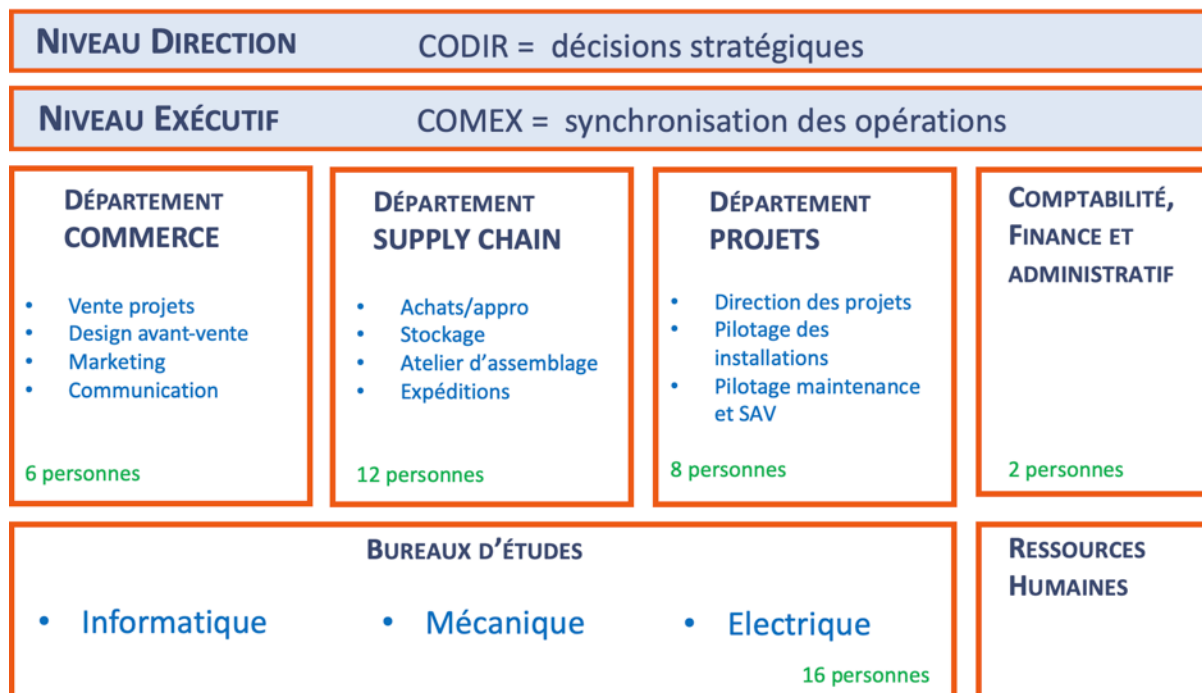 NIVEAU DIRECTION CODIR = décisions stratégiques
NIVEAU EXÉCUTIF COMEX = synchronisation des opérations
DÉPARTEMENT
COMMERCE
• Vente projets
• Design avant-vente
• Marketing
• Communication
6 personnes
DÉPARTEMENT
SUPPLY CHAIN
• Achats/appro
• Stockage
• Atelier d'assemblage
• Expéditions
12 personnes
DÉPARTEMENT
PROJETS
• Direction des projets
• Pilotage des
installations
• Pilotage maintenance
et SAV
8 personnes
COMPTABILITÉ,
FINANCE ET
ADMINISTRATIF
2 personnes
BUREAUX D'ÉTUDES
• Informatique • Mécanique • Electrique
16 personnes
RESSOURCES
HUMAINES